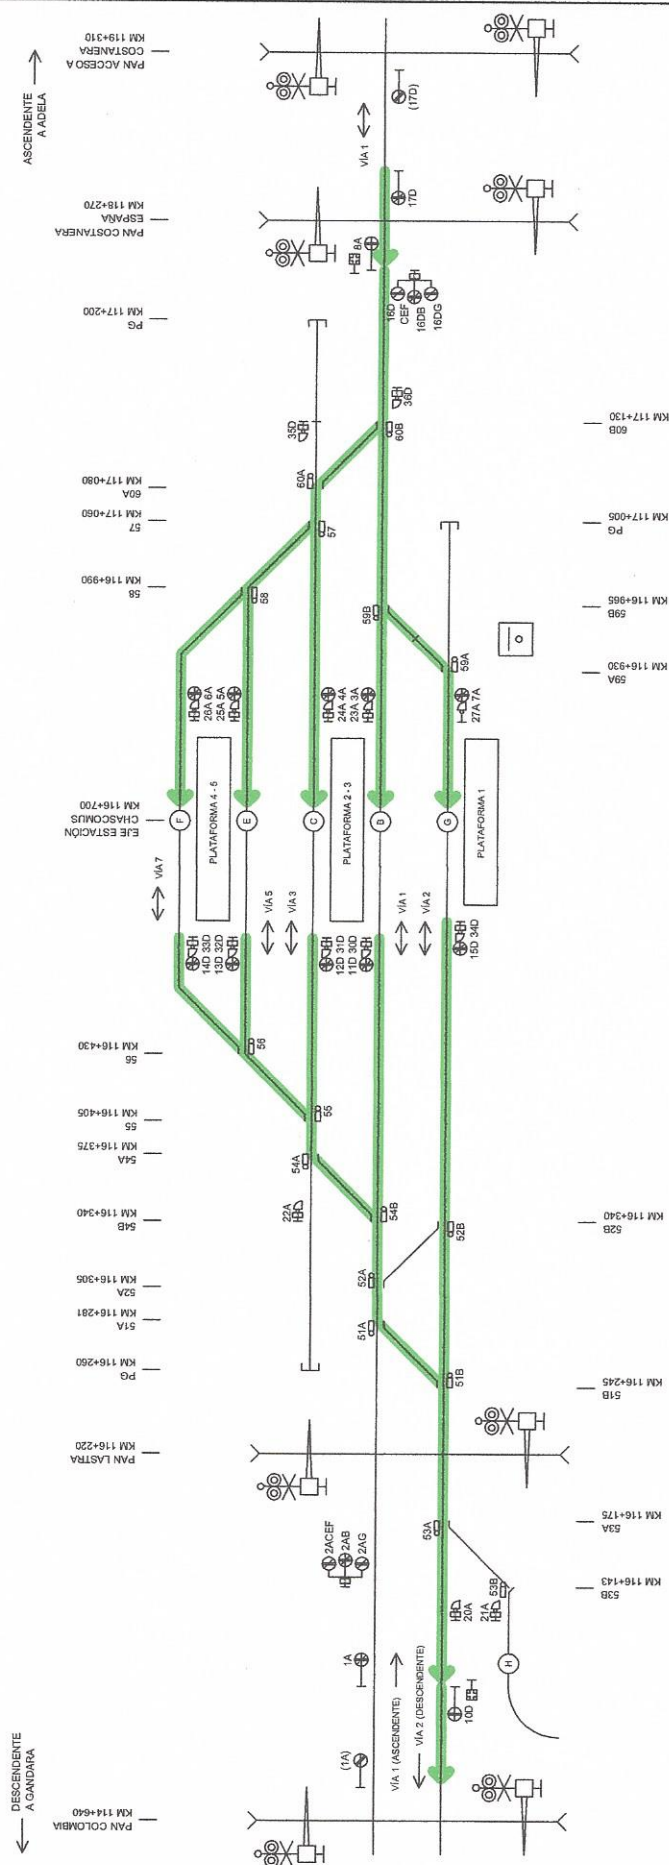 PAN ACCESO A
COSTANERA
KM 119+310
ASCENDENTE
A ADELA
(17D)
VÍA 1
17D
PAN COSTANERA
ESPAÑA
KM 118+270
8A
16D
CEF
16DB
16DG
PG
KM 117+200
36D
35D
60B
60B
KM 117+130
60A
60A
KM 117+080
57
KM 117+060
57
PG
KM 117+005
58
KM 116+990
58
59B
59B
KM 116+965
59A
59A
KM 116+930
26A 6A
25A 5A
24A 4A
23A 3A
27A 7A
PLATAFORMA 4 - 5
PLATAFORMA 2 - 3
PLATAFORMA 1
EJE ESTACIÓN
CHASCOMUS
KM 116+700
F
E
C
B
G
VÍA 7
VÍA 5
VÍA 3
VÍA 1
VÍA 2
14D 33D
13D 32D
12D 31D
11D 30D
15D 34D
56
KM 116+430
56
55
KM 116+405
55
54A
KM 116+375
54A
54B
KM 116+340
54B
22A
52B
52B
KM 116+340
52A
KM 116+305
52A
51A
KM 116+281
51A
PG
KM 116+260
51B
51B
KM 116+245
PAN LASTRA
KM 116+220
2ACEF
2AB
2AG
53A
53A
KM 116+175
53B
53B
KM 116+143
20A
21A
H
1A
(1A)
VÍA 1 (ASCENDENTE)
VÍA 2 (DESCENDENTE)
10D
DESCENDENTE
A GANDARA
PAN COLOMBIA
KM 114+640